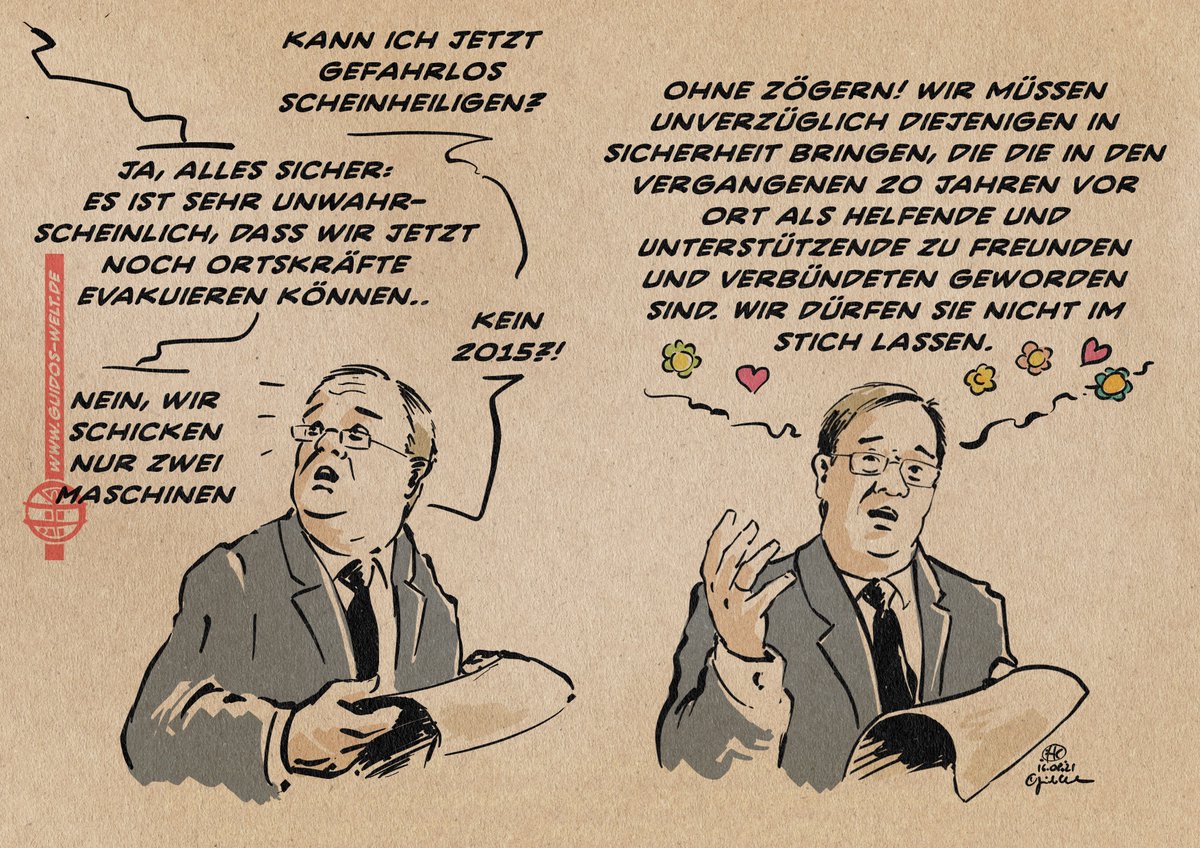 KANN ICH JETZT
GEFAHRLOS
SCHEINHEILIGEN?
JA, ALLES SICHER:
ES IST SEHR UNWAHR-
SCHEINLICH, DASS WIR JETZT
NOCH ORTSKRÄFTE
EVAKUIEREN KÖNNEN..
KEIN
2015?!
NEIN, WIR
SCHICKEN
NUR ZWEI
MASCHINEN
OHNE ZÖGERN! WIR MÜSSEN
UNVERZÜGLICH DIEJENIGEN IN
SICHERHEIT BRINGEN, DIE DIE IN DEN
VERGANGENEN 20 JAHREN VOR
ORT ALS HELFENDE UND
UNTERSTÜTZENDE ZU FREUNDEN
UND VERBÜNDETEN GEWORDEN
SIND. WIR DÜRFEN SIE NICHT IM
STICH LASSEN.
WWW.GUIDOS-WELT.DE